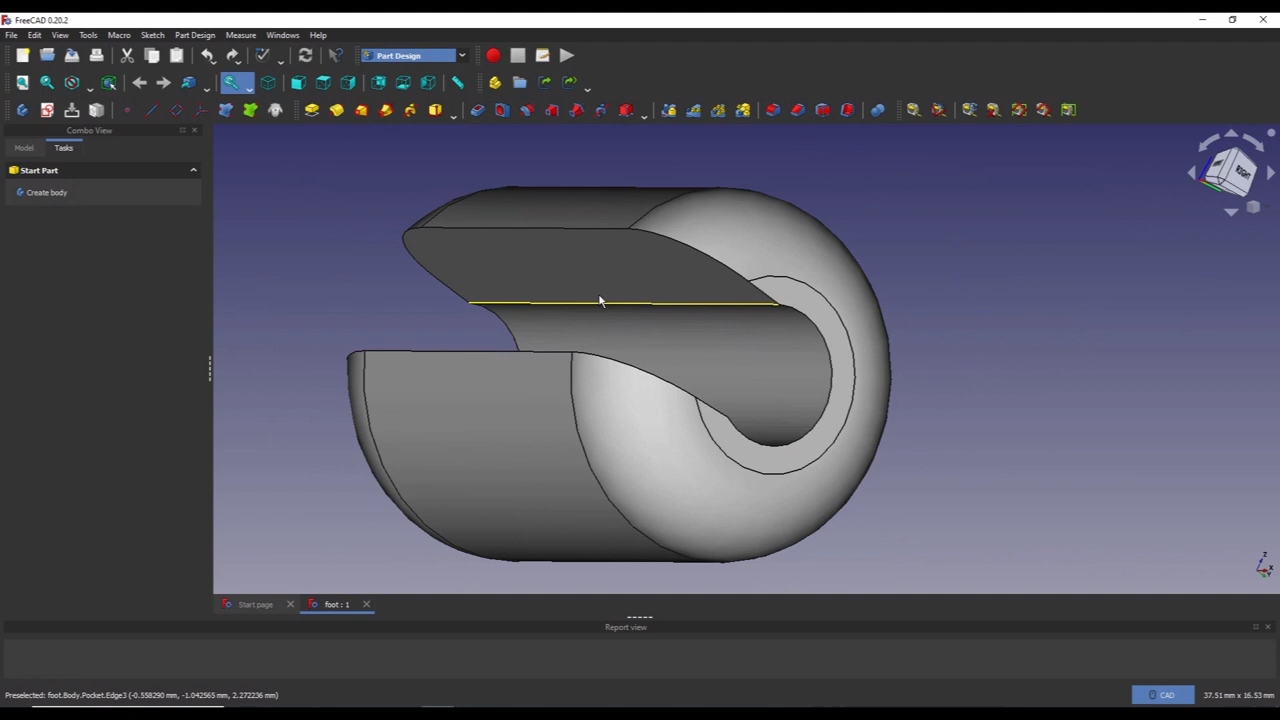 FreeCAD 0.20.2
File Edit View Tools Macro Sketch Part Design Measure Windows Help
Part Design
Combo View
Model Tasks
Start Part
Create body
RIGHT
Z
X
Y
Start page
foot : 1
Report view
Preselected: foot.Body.Pocket.Edge3 (-0.558290 mm, -1.042565 mm, 2.272236 mm)
CAD
37.51 mm x 16.53 mm